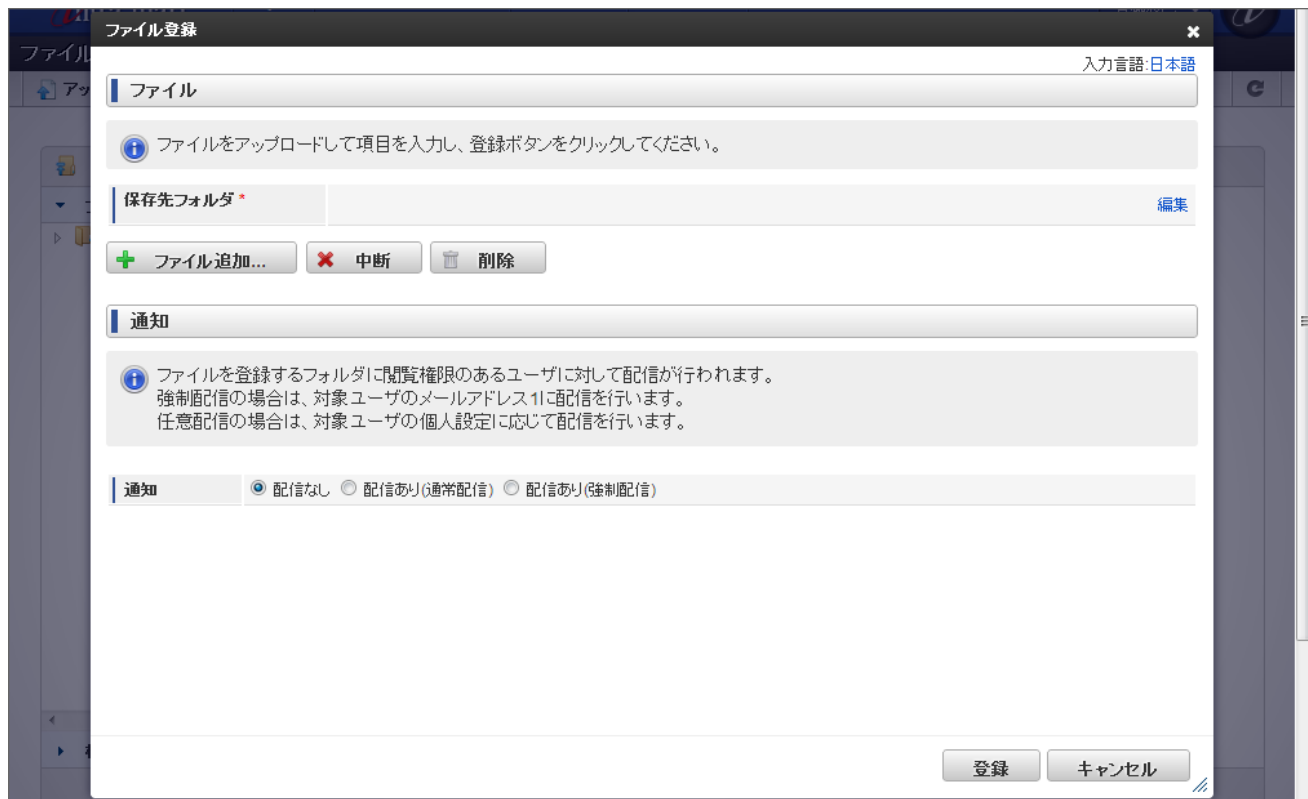 ファイル登録
ファイル
入力言語:日本語
アッ
ファイル
ファイルをアップロードして項目を入力し、登録ボタンをクリックしてください。
保存先フォルダ*
編集
ファイル追加...
中断
削除
通知
ファイルを登録するフォルダに閲覧権限のあるユーザに対して配信が行われます。
強制配信の場合は、対象ユーザのメールアドレス1に配信を行います。
任意配信の場合は、対象ユーザの個人設定に応じて配信を行います。
通知
配信なし 配信あり(通常配信) 配信あり(強制配信)
登録
キャンセル